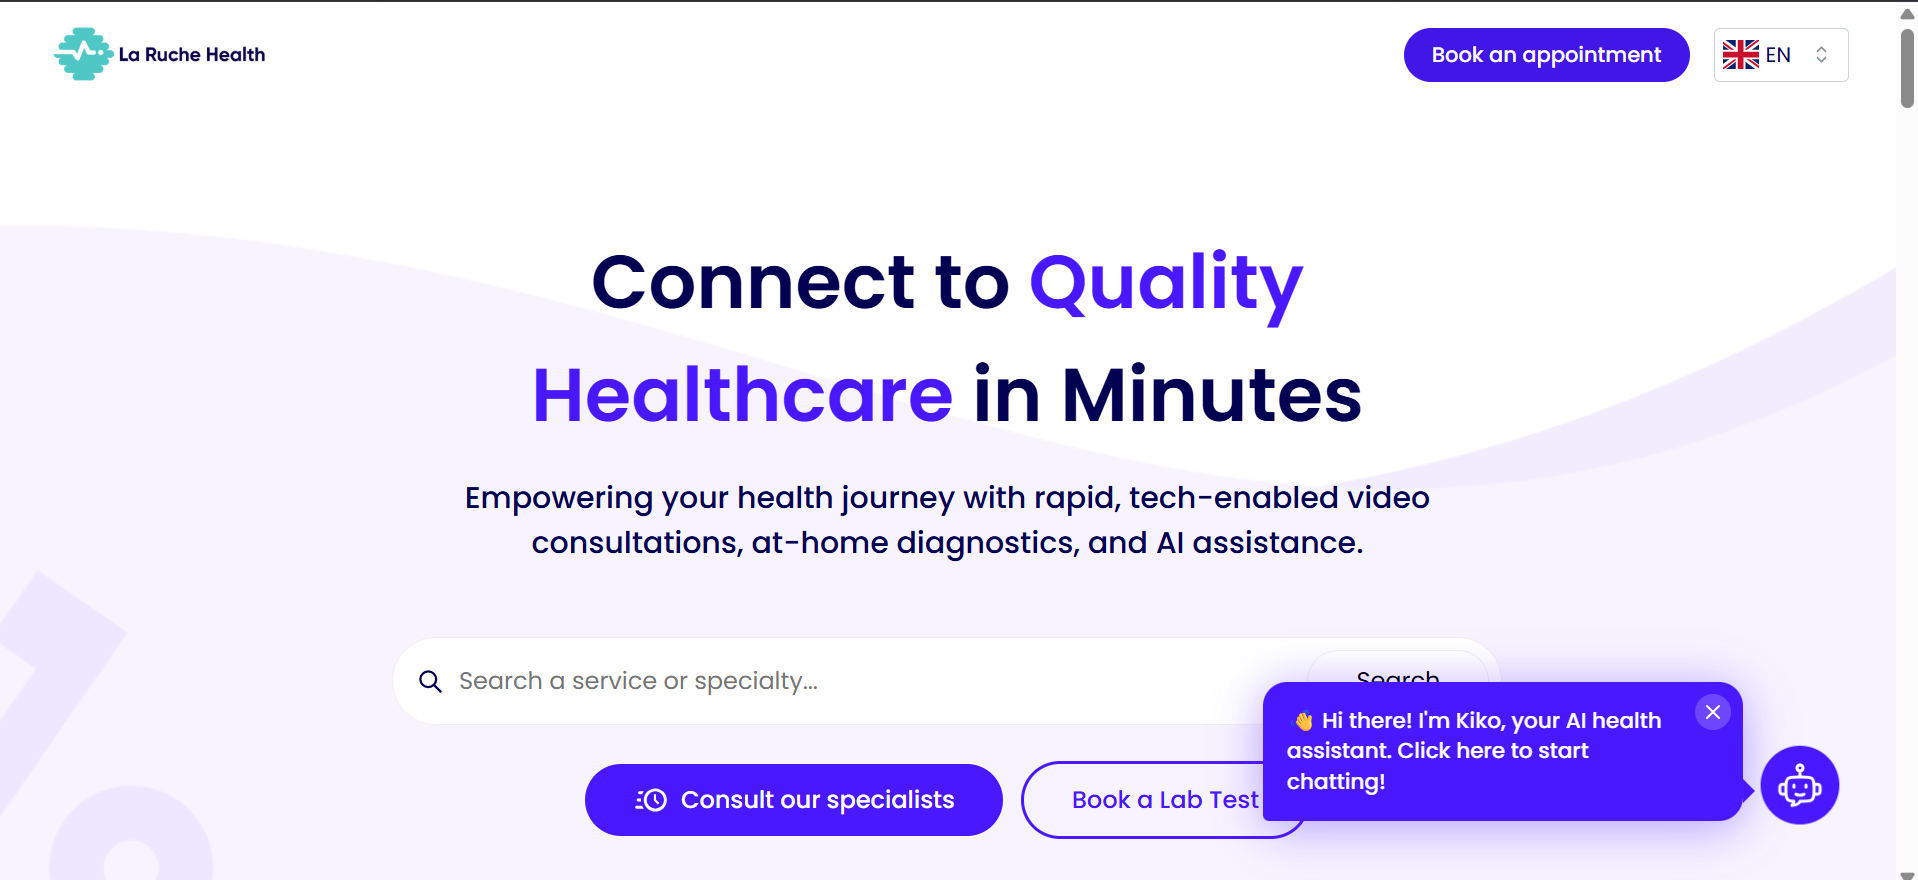 La Ruche Health
Book an appointment
EN
Connect to Quality
Healthcare in Minutes
Empowering your health journey with rapid, tech-enabled video
consultations, at-home diagnostics, and AI assistance.
Search a service or specialty...
Search
👋 Hi there! I'm Kiko, your AI health
assistant. Click here to start
chatting!
Consult our specialists
Book a Lab Test